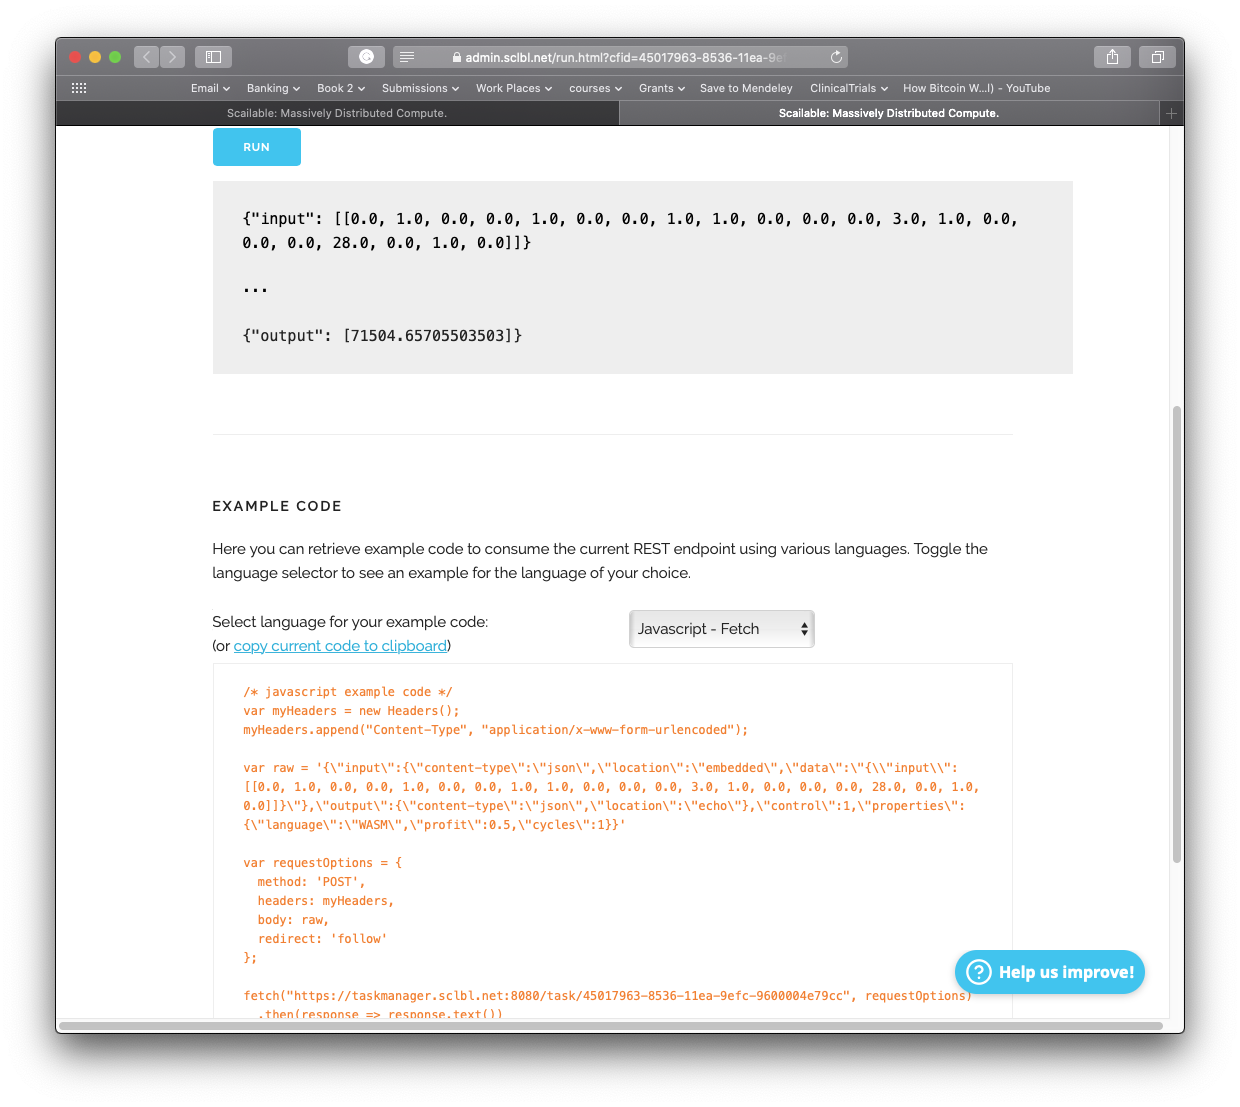 admin.sclbl.net/run.html?cfid=45017963-8536-11ea-9e
Email Banking Book 2 Submissions Work Places courses Grants Save to Mendeley ClinicalTrials How Bitcoin W...l) - YouTube
Scailable: Massively Distributed Compute. Scailable: Massively Distributed Compute.
RUN
{"input": [[0.0, 1.0, 0.0, 0.0, 1.0, 0.0, 0.0, 1.0, 1.0, 0.0, 0.0, 0.0, 3.0, 1.0, 0.0,
0.0, 0.0, 28.0, 0.0, 1.0, 0.0]]}
...
{"output": [71504.65705503503]}
EXAMPLE CODE
Here you can retrieve example code to consume the current REST endpoint using various languages. Toggle the
language selector to see an example for the language of your choice.
Select language for your example code:
(or copy current code to clipboard)
Javascript - Fetch
/* javascript example code */
var myHeaders = new Headers();
myHeaders.append("Content-Type", "application/x-www-form-urlencoded");
var raw = '{\"input\":{\"content-type\":\"json\",\"location\":\"embedded\",\"data\":\"{\\"input\\":
[[0.0, 1.0, 0.0, 0.0, 1.0, 0.0, 0.0, 1.0, 1.0, 0.0, 0.0, 0.0, 3.0, 1.0, 0.0, 0.0, 0.0, 28.0, 0.0, 1.0,
0.0]]}\"},\"output\":{\"content-type\":\"json\",\"location\":\"echo\"},\"control\":1,\"properties\":
{\"language\":\"WASM\",\"profit\":0.5,\"cycles\":1}}'
var requestOptions = {
method: 'POST',
headers: myHeaders,
body: raw,
redirect: 'follow'
};
fetch("https://taskmanager.sclbl.net:8080/task/45017963-8536-11ea-9efc-9600004e79cc", requestOptions)
.then(response => response.text())
Help us improve!